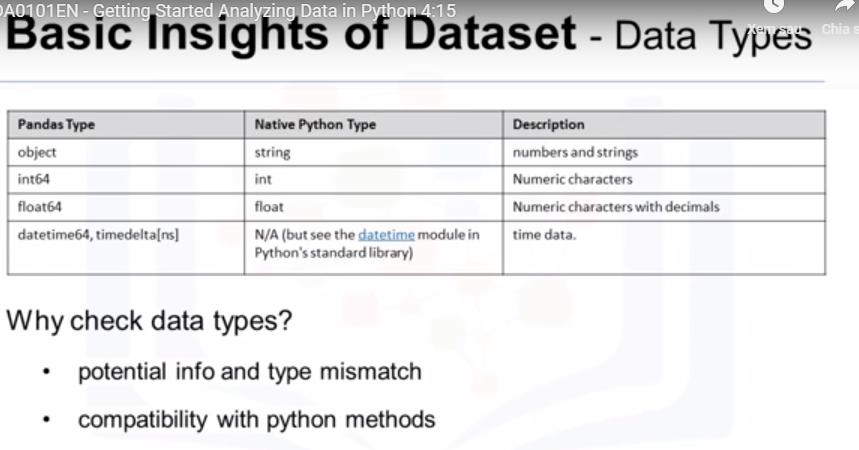 DA0101EN - Getting Started Analyzing Data in Python 4:15
Xem sau Chia s
Basic Insights of Dataset - Data Types
Pandas Type Native Python Type Description
object string numbers and strings
int64 int Numeric characters
float64 float Numeric characters with decimals
datetime64, timedelta[ns] N/A (but see the datetime module in time data.
Python's standard library)
Why check data types?
• potential info and type mismatch
• compatibility with python methods